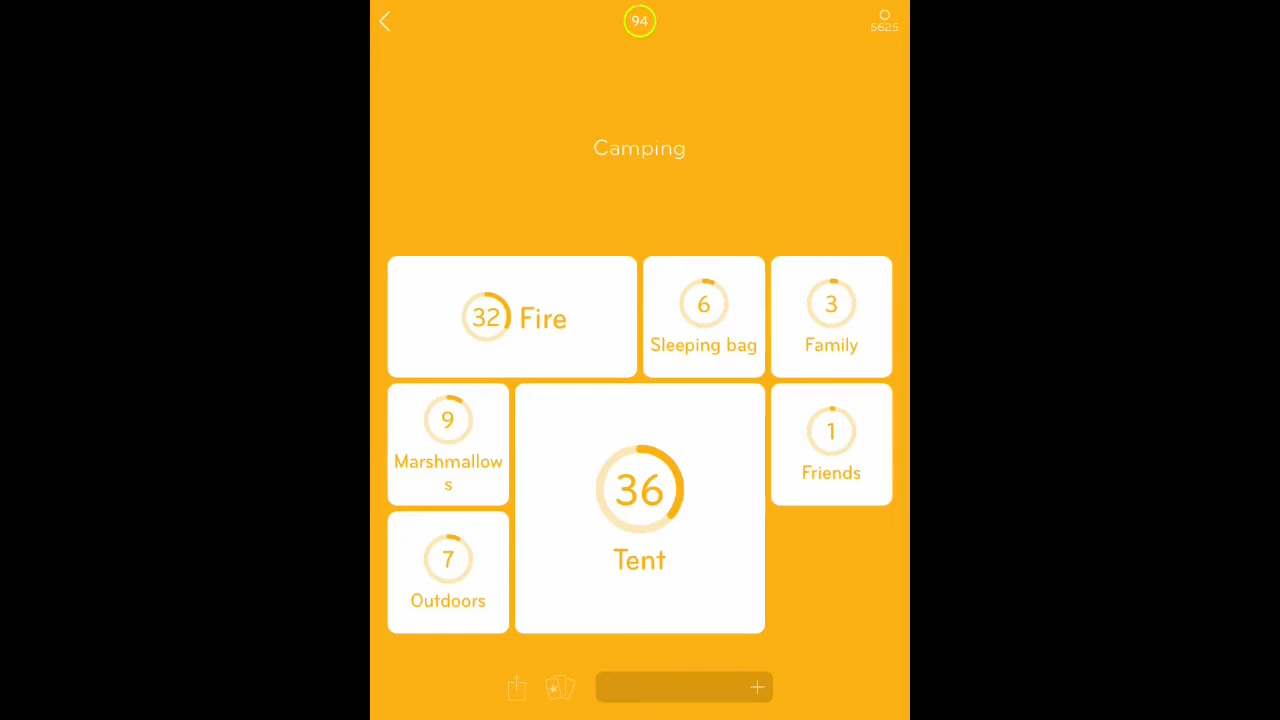 94
5625
Camping
32 Fire
6
Sleeping bag
3
Family
9
Marshmallow
s
36
Tent
1
Friends
7
Outdoors
+